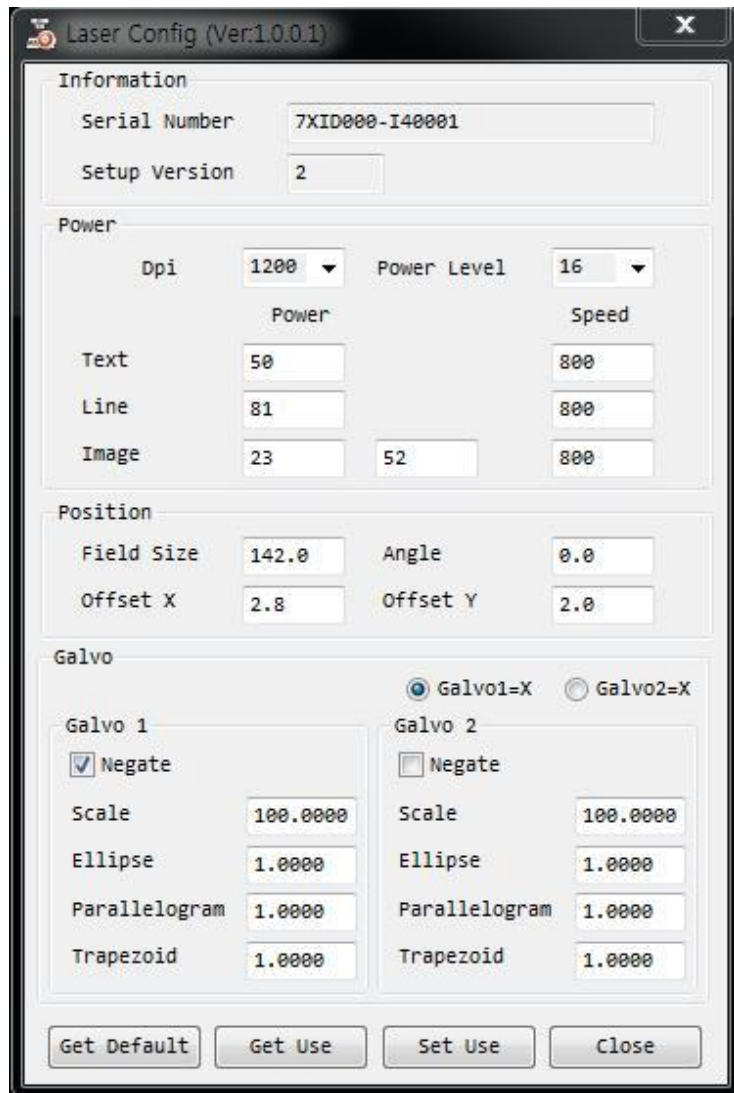 Laser Config (Ver:1.0.0.1)
X
Information
Serial Number 7XID000-I40001
Setup Version 2
Power
Dpi 1200 Power Level 16
Power Speed
Text 50 800
Line 81 800
Image 23 52 800
Position
Field Size 142.0 Angle 0.0
Offset X 2.8 Offset Y 2.0
Galvo
Galvo1=X Galvo2=X
Galvo 1 Galvo 2
Negate Negate
Scale 100.0000 Scale 100.0000
Ellipse 1.0000 Ellipse 1.0000
Parallelogram 1.0000 Parallelogram 1.0000
Trapezoid 1.0000 Trapezoid 1.0000
Get Default Get Use Set Use Close